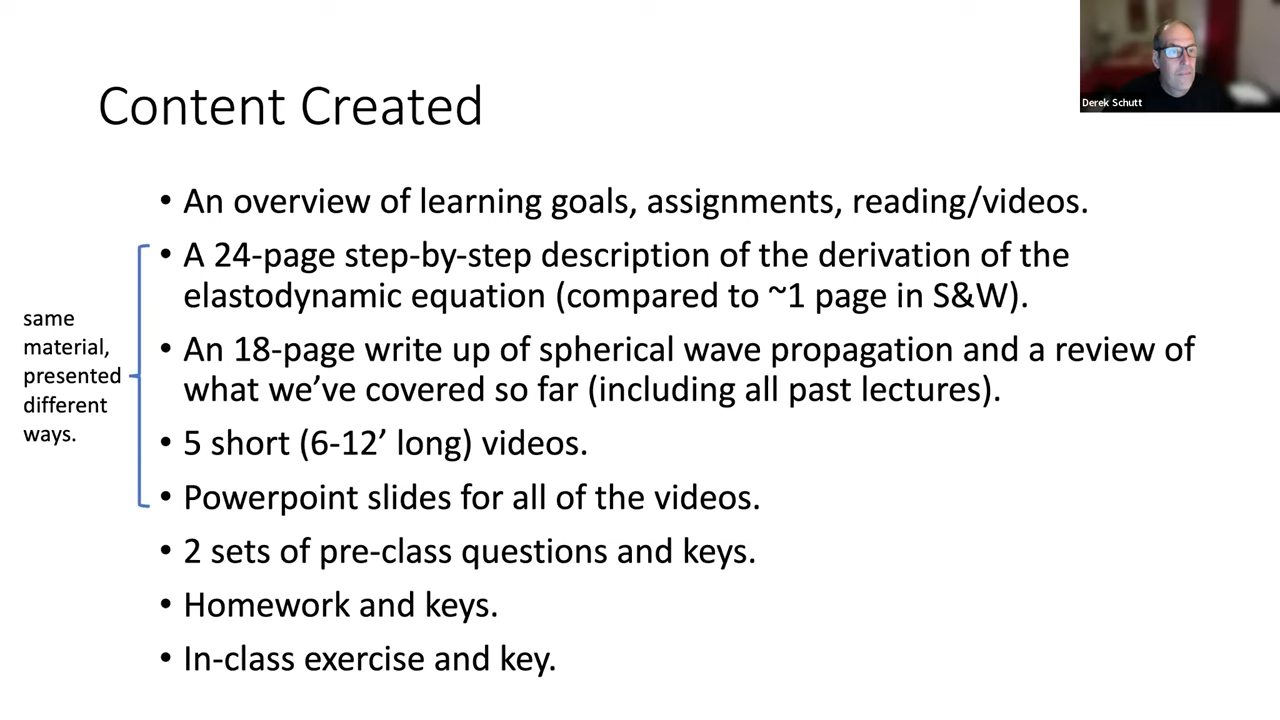 Derek Schutt
Content Created
• An overview of learning goals, assignments, reading/videos.
• A 24-page step-by-step description of the derivation of the
elastodynamic equation (compared to ~1 page in S&W).
• An 18-page write up of spherical wave propagation and a review of
what we’ve covered so far (including all past lectures).
• 5 short (6-12’ long) videos.
• Powerpoint slides for all of the videos.
same
material,
presented
different
ways.
• 2 sets of pre-class questions and keys.
• Homework and keys.
• In-class exercise and key.